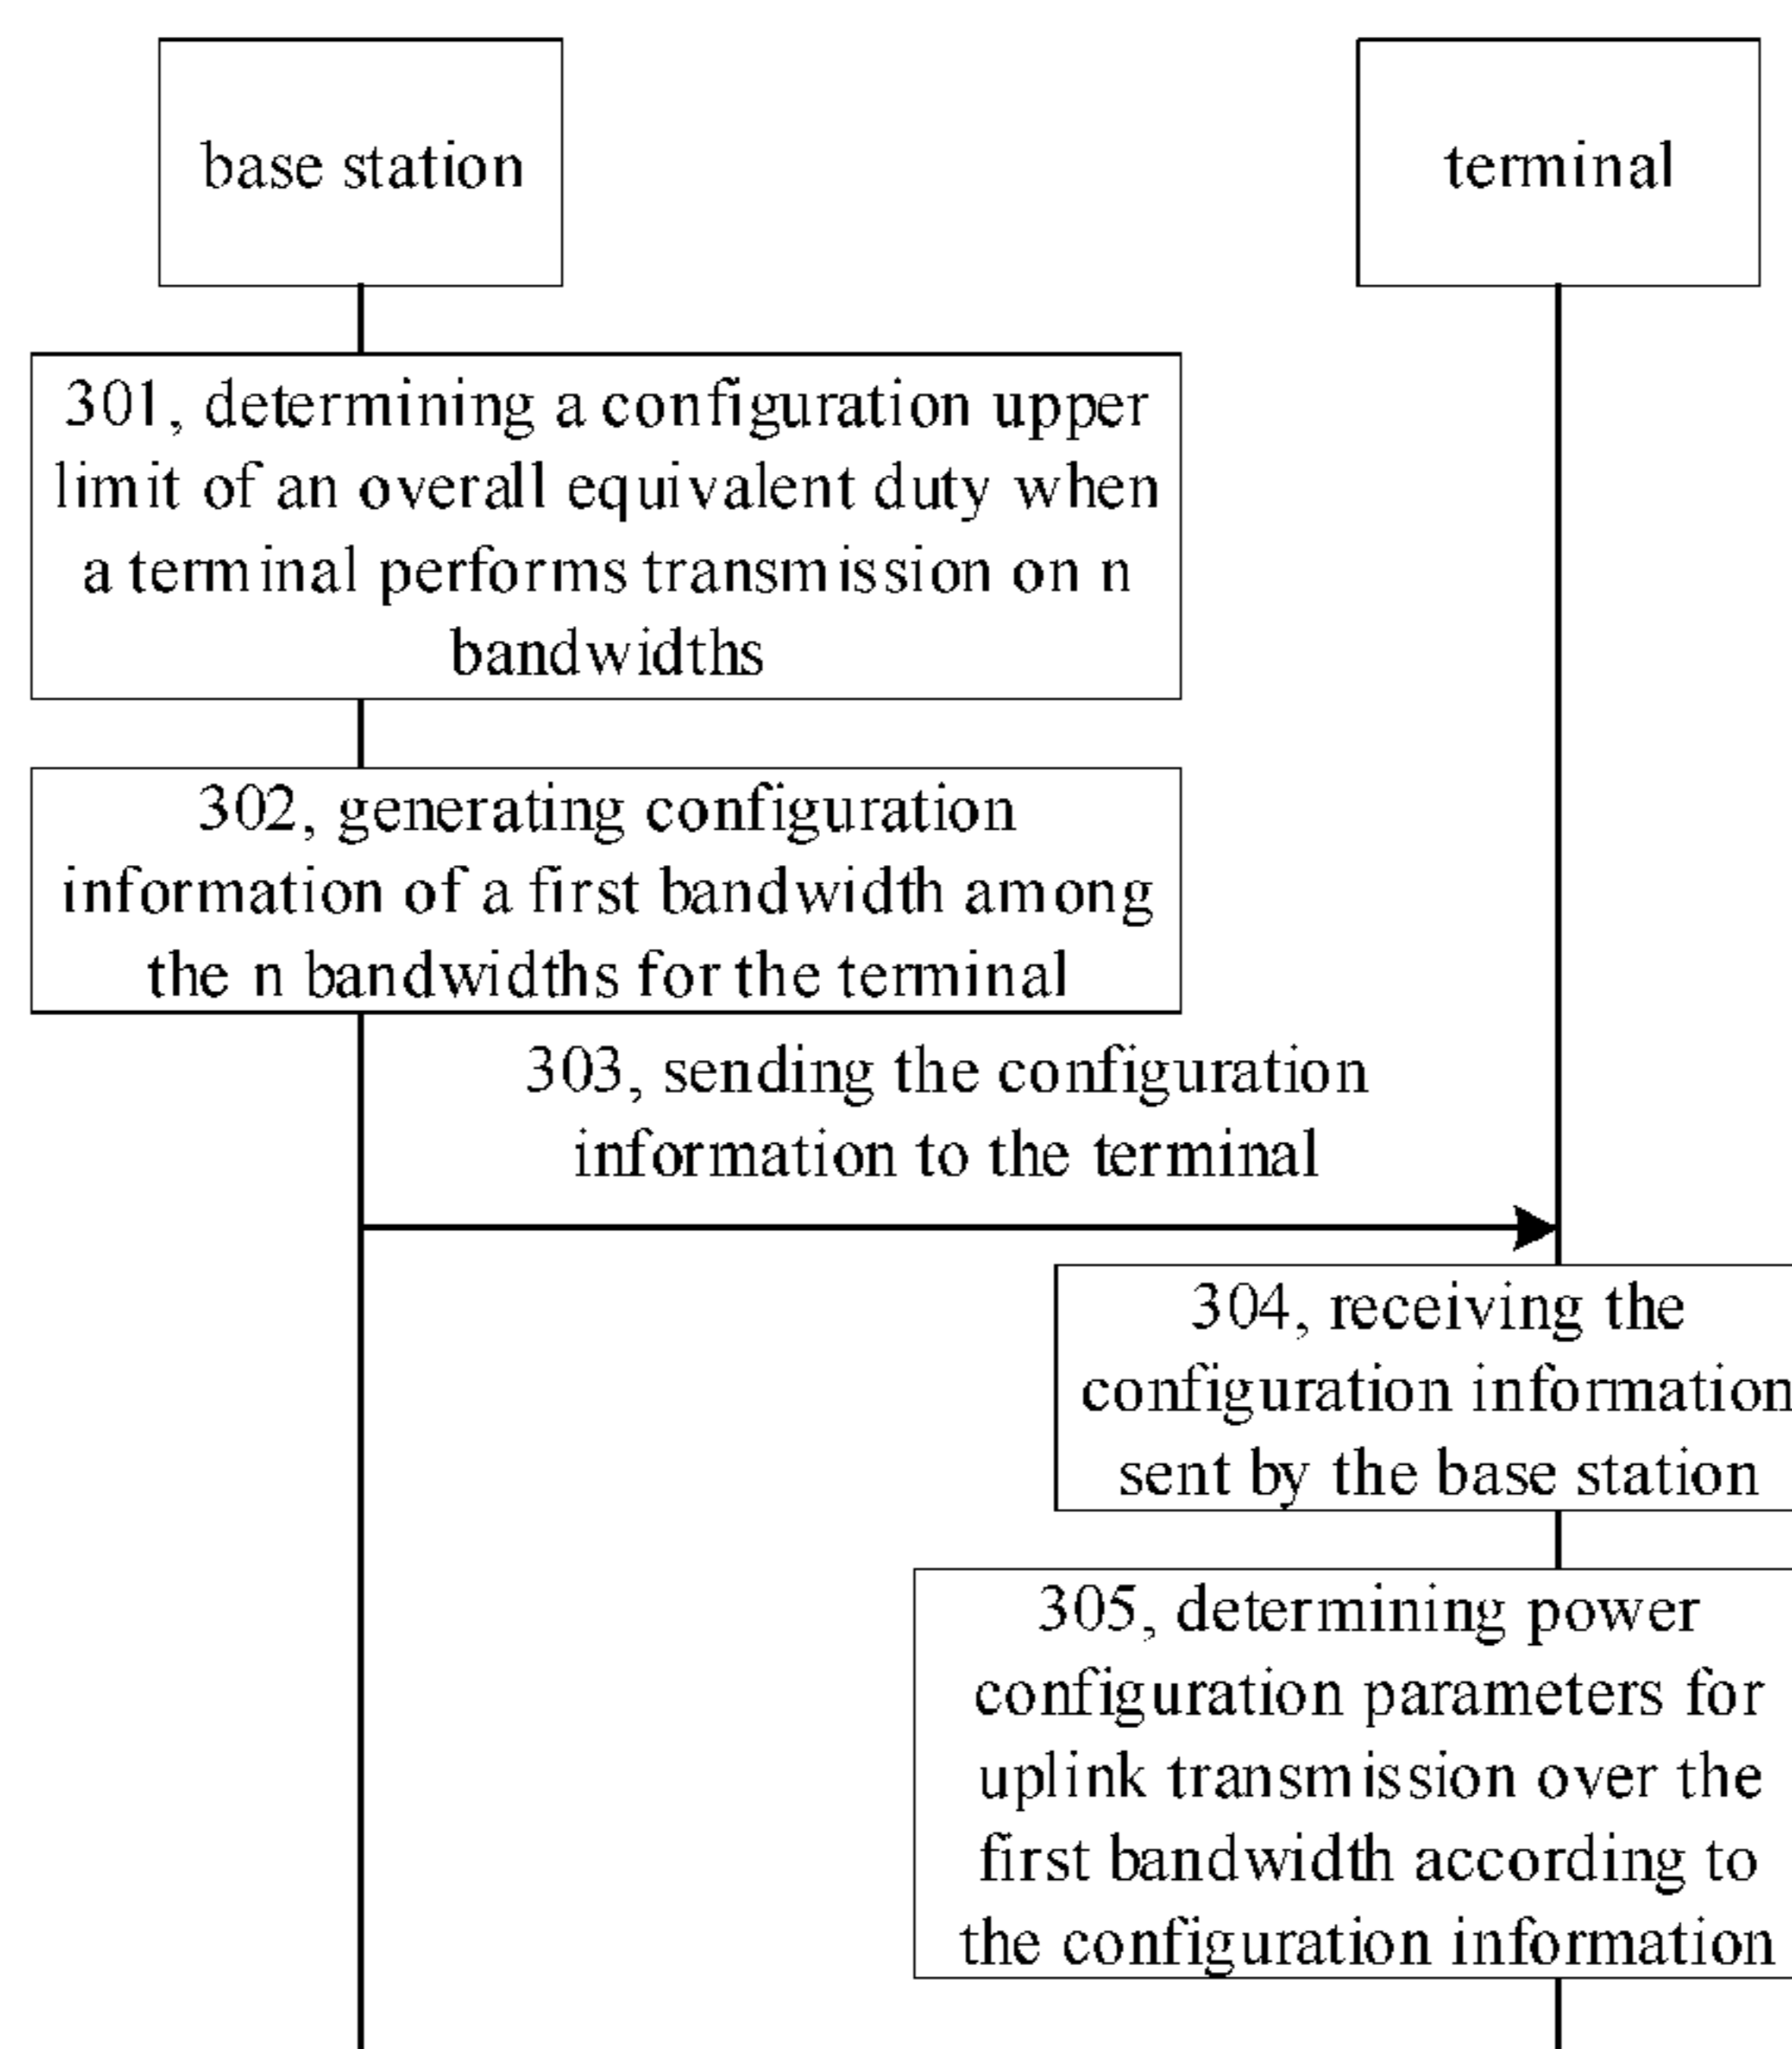 base station
terminal
301, determining a configuration upper
limit of an overall equivalent duty when
a terminal performs transmission on n
bandwidths
302, generating configuration
information of a first bandwidth among
the n bandwidths for the terminal
303, sending the configuration
information to the terminal
304, receiving the
configuration information
sent by the base station
305, determining power
configuration parameters for
uplink transmission over the
first bandwidth according to
the configuration information